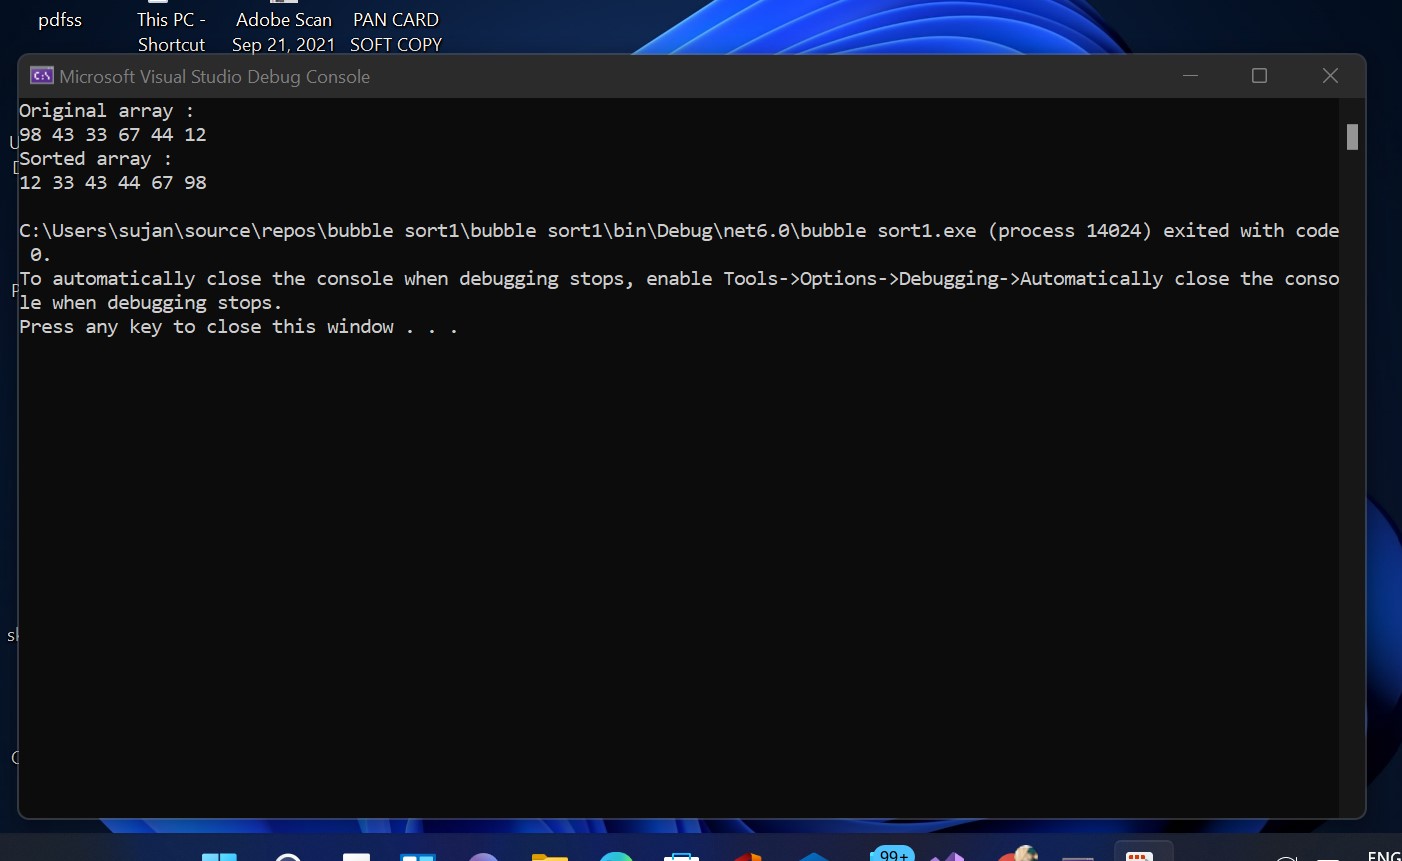 pdfss
This PC -
Shortcut
Adobe Scan
Sep 21, 2021
PAN CARD
SOFT COPY
Microsoft Visual Studio Debug Console
Original array :
98 43 33 67 44 12
Sorted array :
12 33 43 44 67 98
C:\Users\sujan\source\repos\bubble sort1\bubble sort1\bin\Debug\net6.0\bubble sort1.exe (process 14024) exited with code
0.
To automatically close the console when debugging stops, enable Tools->Options->Debugging->Automatically close the conso
le when debugging stops.
Press any key to close this window . . .
99+
ENG